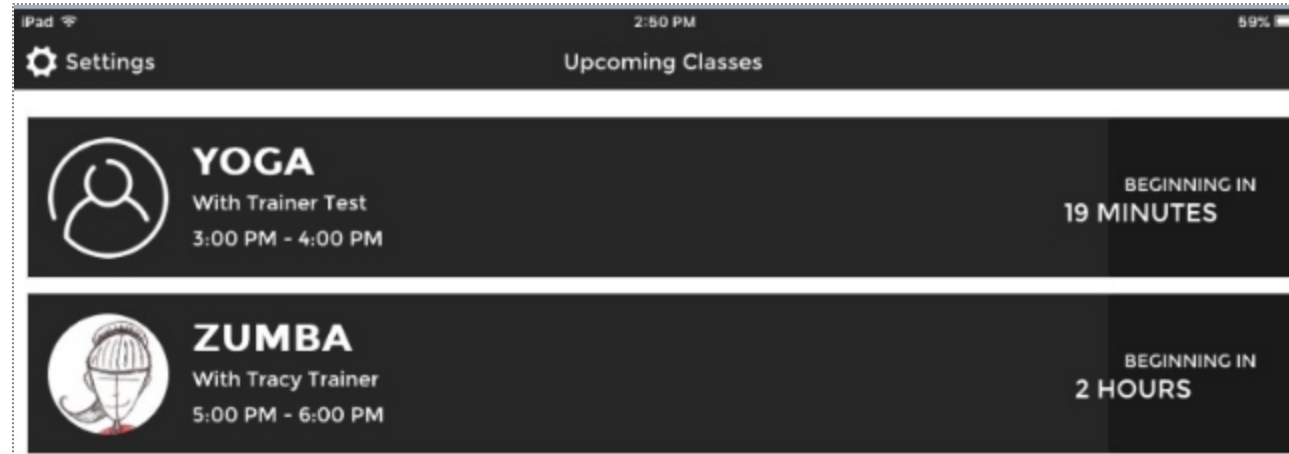 iPad 2:50 PM 59%
Settings Upcoming Classes
YOGA
With Trainer Test
3:00 PM - 4:00 PM
BEGINNING IN
19 MINUTES
ZUMBA
With Tracy Trainer
5:00 PM - 6:00 PM
BEGINNING IN
2 HOURS